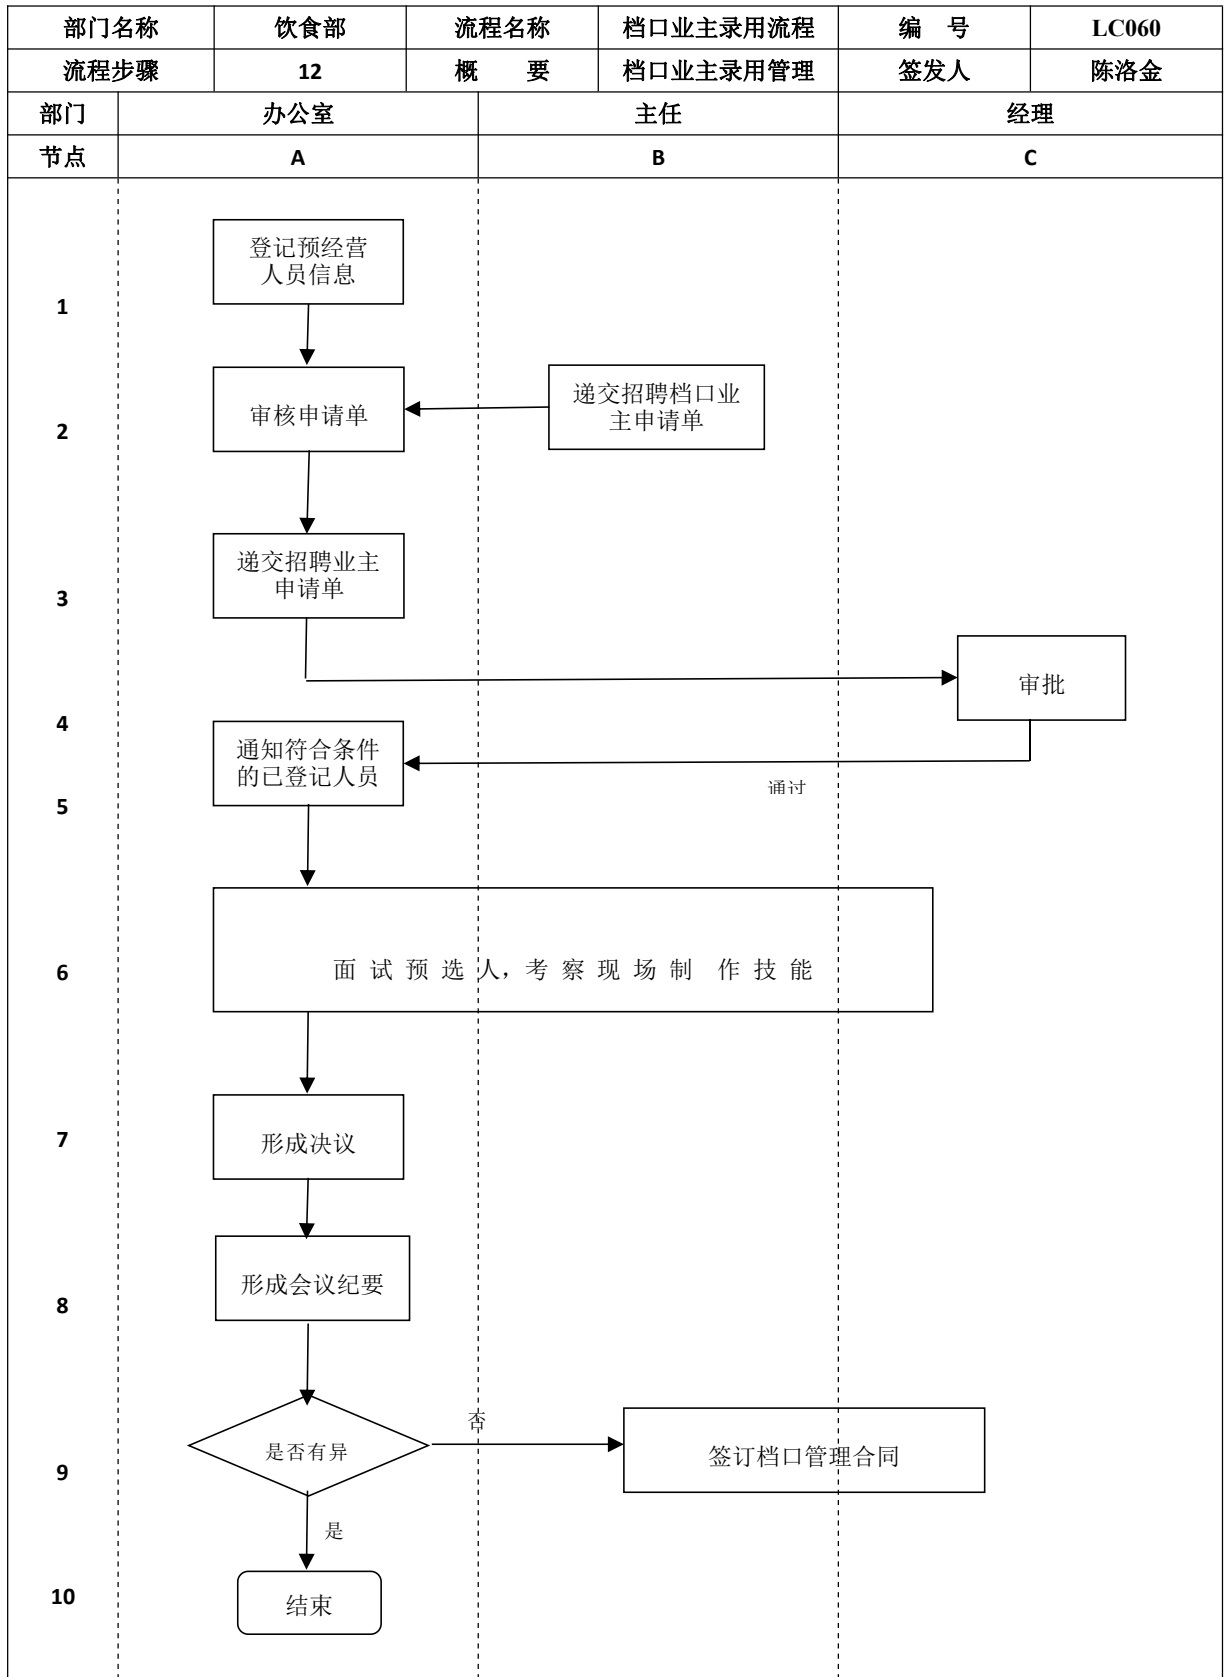 部门名称 饮食部 流程名称 档口业主录用流程 编 号 LC060
流程步骤 12 概 要 档口业主录用管理 签发人 陈洛金
部门 办公室 主任 经理
节点 A B C
登记预经营
人员信息
1
递交招聘档口业
主申请单
审核申请单
2
递交招聘业主
申请单
3
审批
4
通知符合条件
的已登记人员
通过
5
面 试 预 选 人，考 察 现 场 制 作 技 能
6
形成决议
7
形成会议纪要
8
否
是否有异
签订档口管理合同
9
是
结束
10